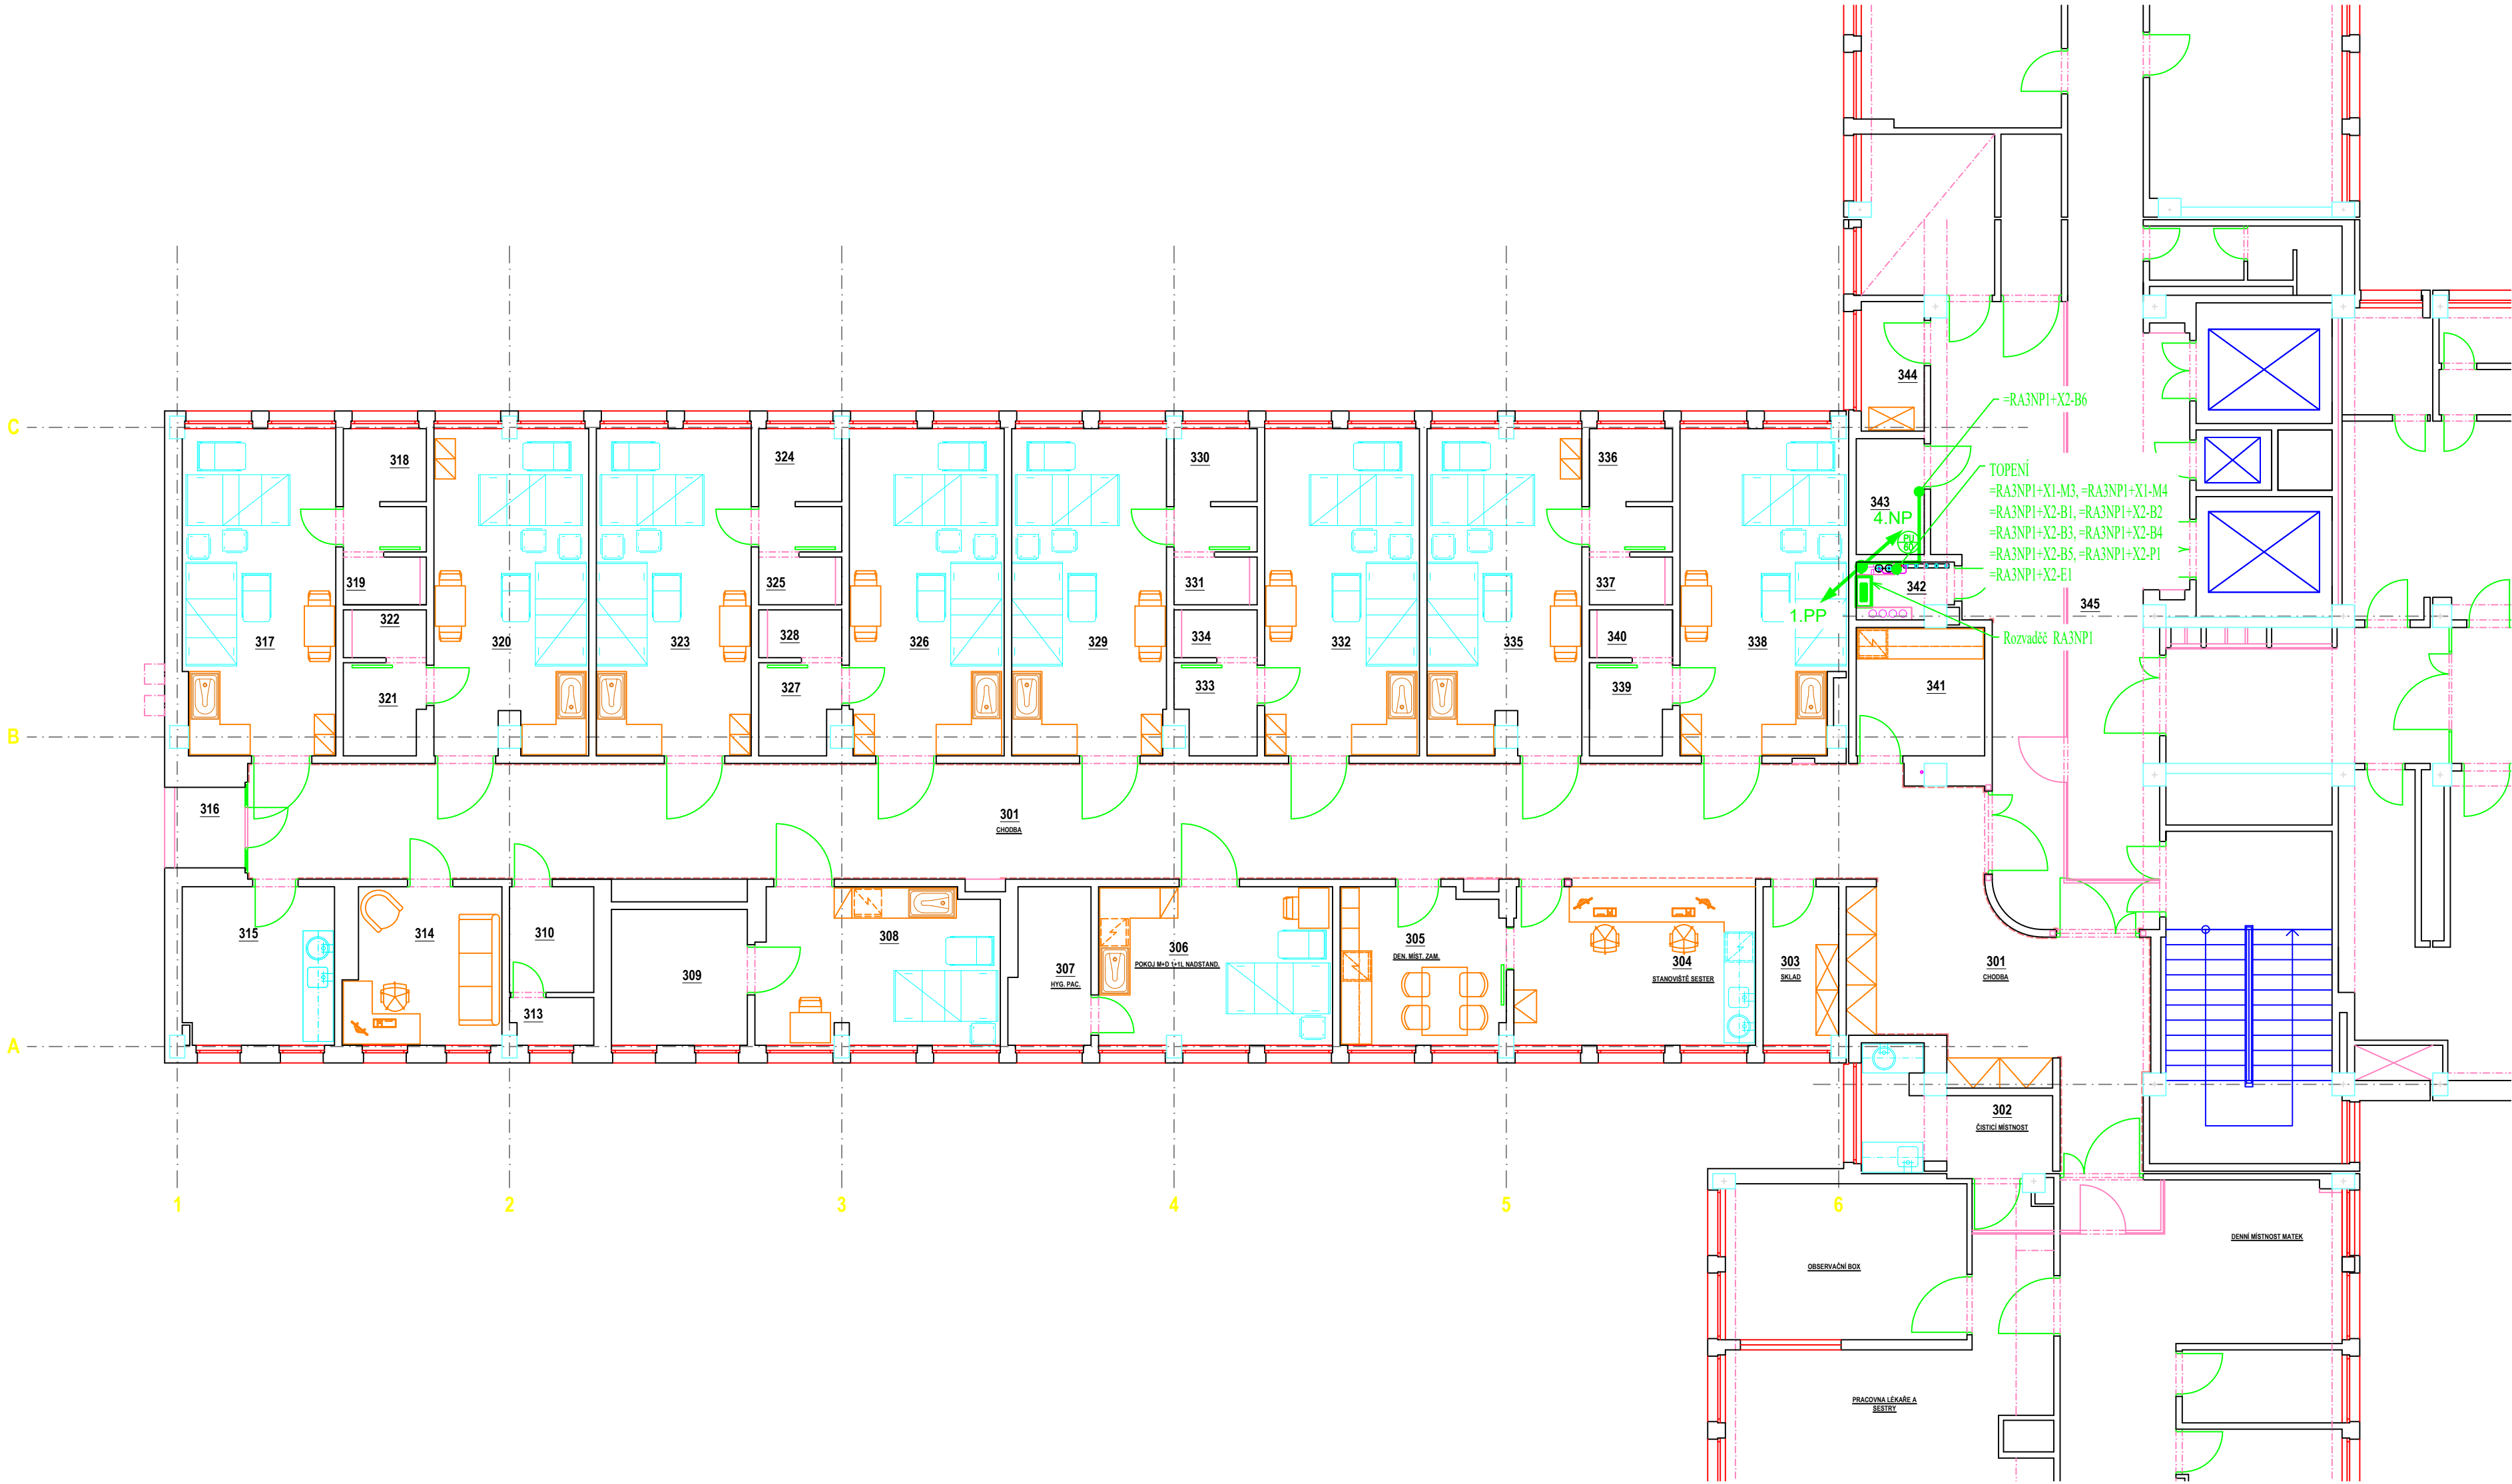 344
=RA3NP1+X2-B6
C
318
324
330
336
TOPENÍ
=RA3NP1+X1-M3, =RA3NP1+X1-M4
343
=RA3NP1+X2-B1, =RA3NP1+X2-B2
4.NP
=RA3NP1+X2-B3, =RA3NP1+X2-B4
PU
60
=RA3NP1+X2-B5, =RA3NP1+X2-P1
=RA3NP1+X2-E1
319
325
331
337
342
345
1.PP
322
328
334
340
Rozvaděč RA3NP1
317
320
323
326
329
332
335
338
321
327
333
339
341
B
316
301
CHODBA
315
314
310
309
308
307
HYG. PAC.
306
POKOJ M+D 1+1L NADSTAND.
305
DEN. MÍST. ZAM.
304
STANOVIŠTĚ SESTER
303
SKLAD
301
CHODBA
313
A
302
ČISTICÍ MÍSTNOST
1
2
3
4
5
6
DENNÍ MÍSTNOST MATEK
OBSERVAČNÍ BOX
PRACOVNA LÉKAŘE A
SESTRY